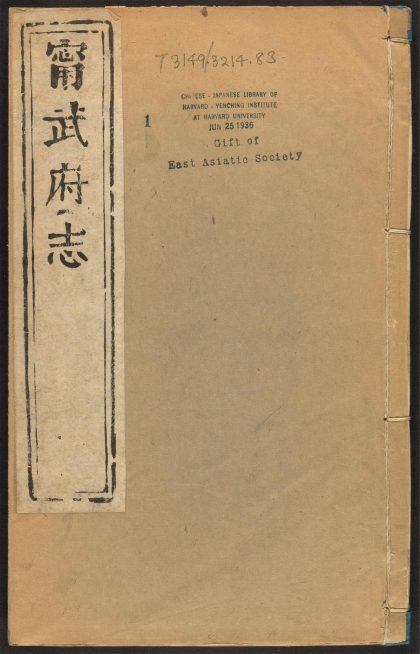 甯武府志
T3149/3214.83
CHINESE - JAPANESE LIBRARY OF
HARVARD - YENCHING INSTITUTE
AT HARVARD UNIVERSITY
JUN 25 1936
1
Gift of
East Asiatic Society